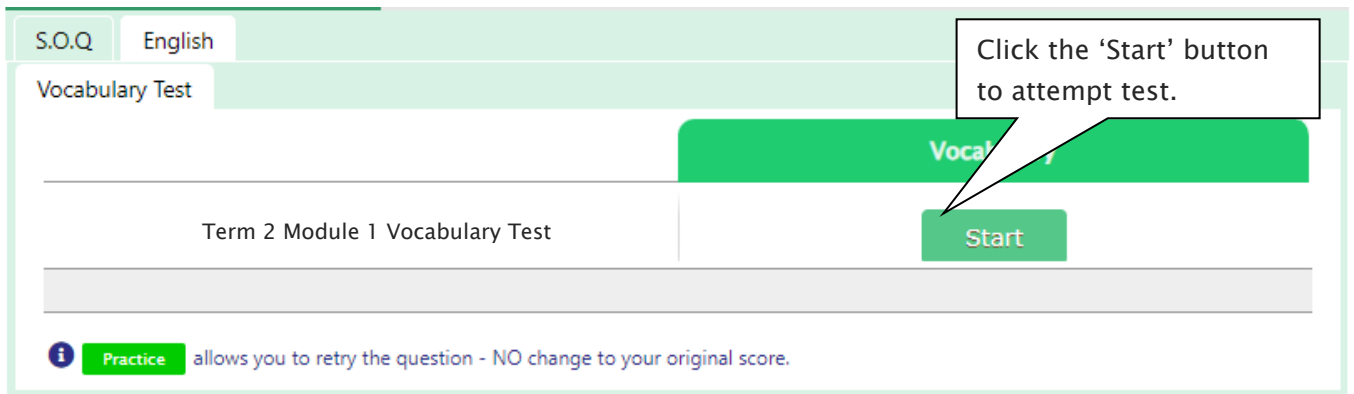 S.O.Q English
Click the ‘Start’ button
to attempt test.
Vocabulary Test
Term 2 Module 1 Vocabulary Test
Start
Practice allows you to retry the question - NO change to your original score.